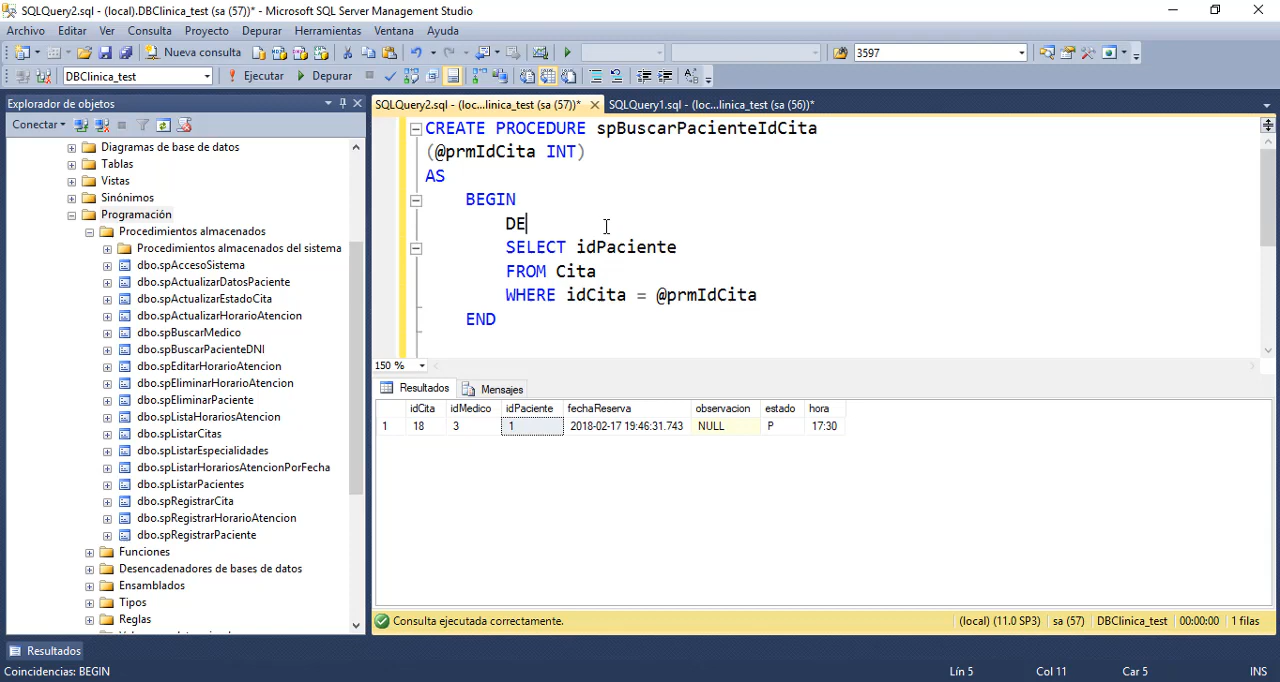 SQLQuery2.sql - (local).DBClinica_test (sa (57))* - Microsoft SQL Server Management Studio
Archivo Editar Ver Consulta Proyecto Depurar Herramientas Ventana Ayuda
Nueva consulta 3597
DBClinica_test Ejecutar Depurar
Explorador de objetos
Conectar
Diagramas de base de datos
Tablas
Vistas
Sinónimos
Programación
Procedimientos almacenados
Procedimientos almacenados del sistema
dbo.spAccesoSistema
dbo.spActualizarDatosPaciente
dbo.spActualizarEstadoCita
dbo.spActualizarHorarioAtencion
dbo.spBuscarMedico
dbo.spBuscarPacienteDNI
dbo.spEditarHorarioAtencion
dbo.spEliminarHorarioAtencion
dbo.spEliminarPaciente
dbo.spListaHorariosAtencion
dbo.spListarCitas
dbo.spListarEspecialidades
dbo.spListarHorariosAtencionPorFecha
dbo.spListarPacientes
dbo.spRegistrarCita
dbo.spRegistrarHorarioAtencion
dbo.spRegistrarPaciente
Funciones
Desencadenadores de bases de datos
Ensamblados
Tipos
Reglas
SQLQuery2.sql - (loc...linica_test (sa (57))* SQLQuery1.sql - (loc...linica_test (sa (56))*
CREATE PROCEDURE spBuscarPacienteIdCita
(@prmIdCita INT)
AS
BEGIN
DE
SELECT idPaciente
FROM Cita
WHERE idCita = @prmIdCita
END
150 %
Resultados Mensajes
idCita idMedico idPaciente fechaReserva observacion estado hora
1 18 3 1 2018-02-17 19:46:31.743 NULL P 17:30
Consulta ejecutada correctamente. (local) (11.0 SP3) sa (57) DBClinica_test 00:00:00 1 filas
Resultados
Coincidencias: BEGIN Lín 5 Col 11 Car 5 INS